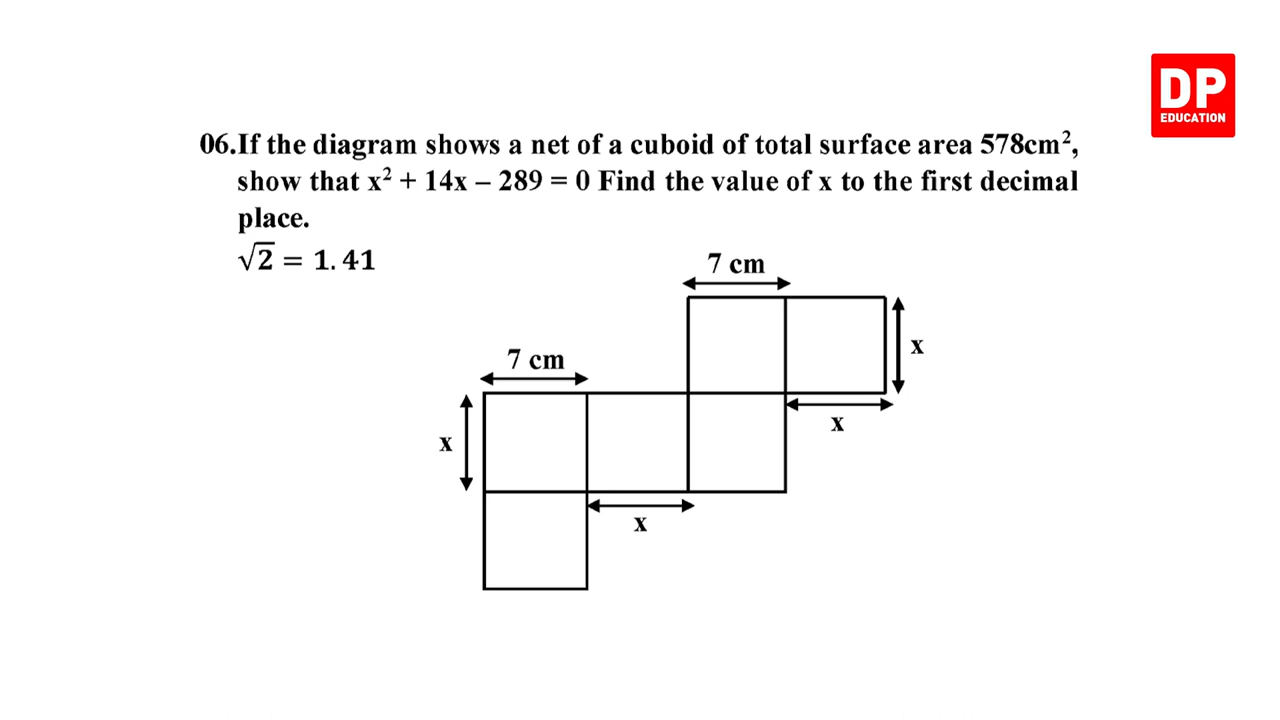 DP
EDUCATION
06.If the diagram shows a net of a cuboid of total surface area 578cm²,
show that x² + 14x – 289 = 0 Find the value of x to the first decimal
place.
√2 = 1.41
7 cm
x
7 cm
x
x
x